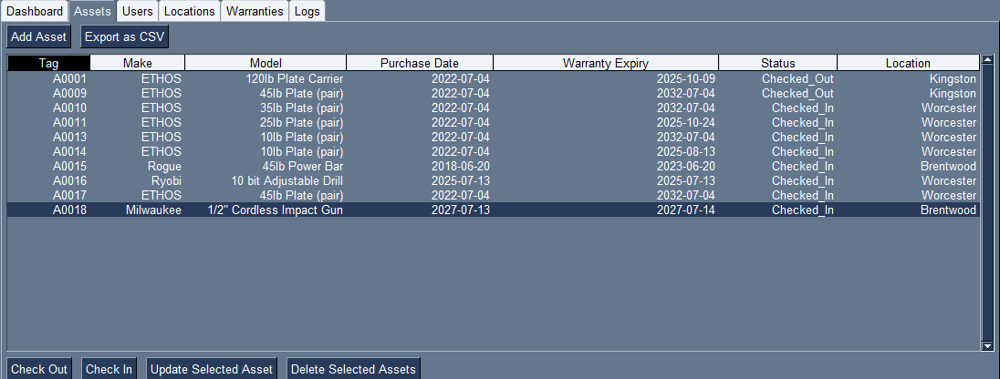 Dashboard Assets Users Locations Warranties Logs
Add Asset Export as CSV
Tag Make Model Purchase Date Warranty Expiry Status Location
A0001 ETHOS 120lb Plate Carrier 2022-07-04 2025-10-09 Checked_Out Kingston
A0009 ETHOS 45lb Plate (pair) 2022-07-04 2032-07-04 Checked_Out Kingston
A0010 ETHOS 35lb Plate (pair) 2022-07-04 2032-07-04 Checked_In Worcester
A0011 ETHOS 25lb Plate (pair) 2022-07-04 2025-10-24 Checked_In Worcester
A0013 ETHOS 10lb Plate (pair) 2022-07-04 2032-07-04 Checked_In Worcester
A0014 ETHOS 10lb Plate (pair) 2022-07-04 2025-08-13 Checked_In Worcester
A0015 Rogue 45lb Power Bar 2018-06-20 2023-06-20 Checked_In Brentwood
A0016 Ryobi 10 bit Adjustable Drill 2025-07-13 2025-07-13 Checked_In Worcester
A0017 ETHOS 45lb Plate (pair) 2022-07-04 2032-07-04 Checked_In Worcester
A0018 Milwaukee 1/2" Cordless Impact Gun 2027-07-13 2027-07-14 Checked_In Brentwood
Check Out Check In Update Selected Asset Delete Selected Assets